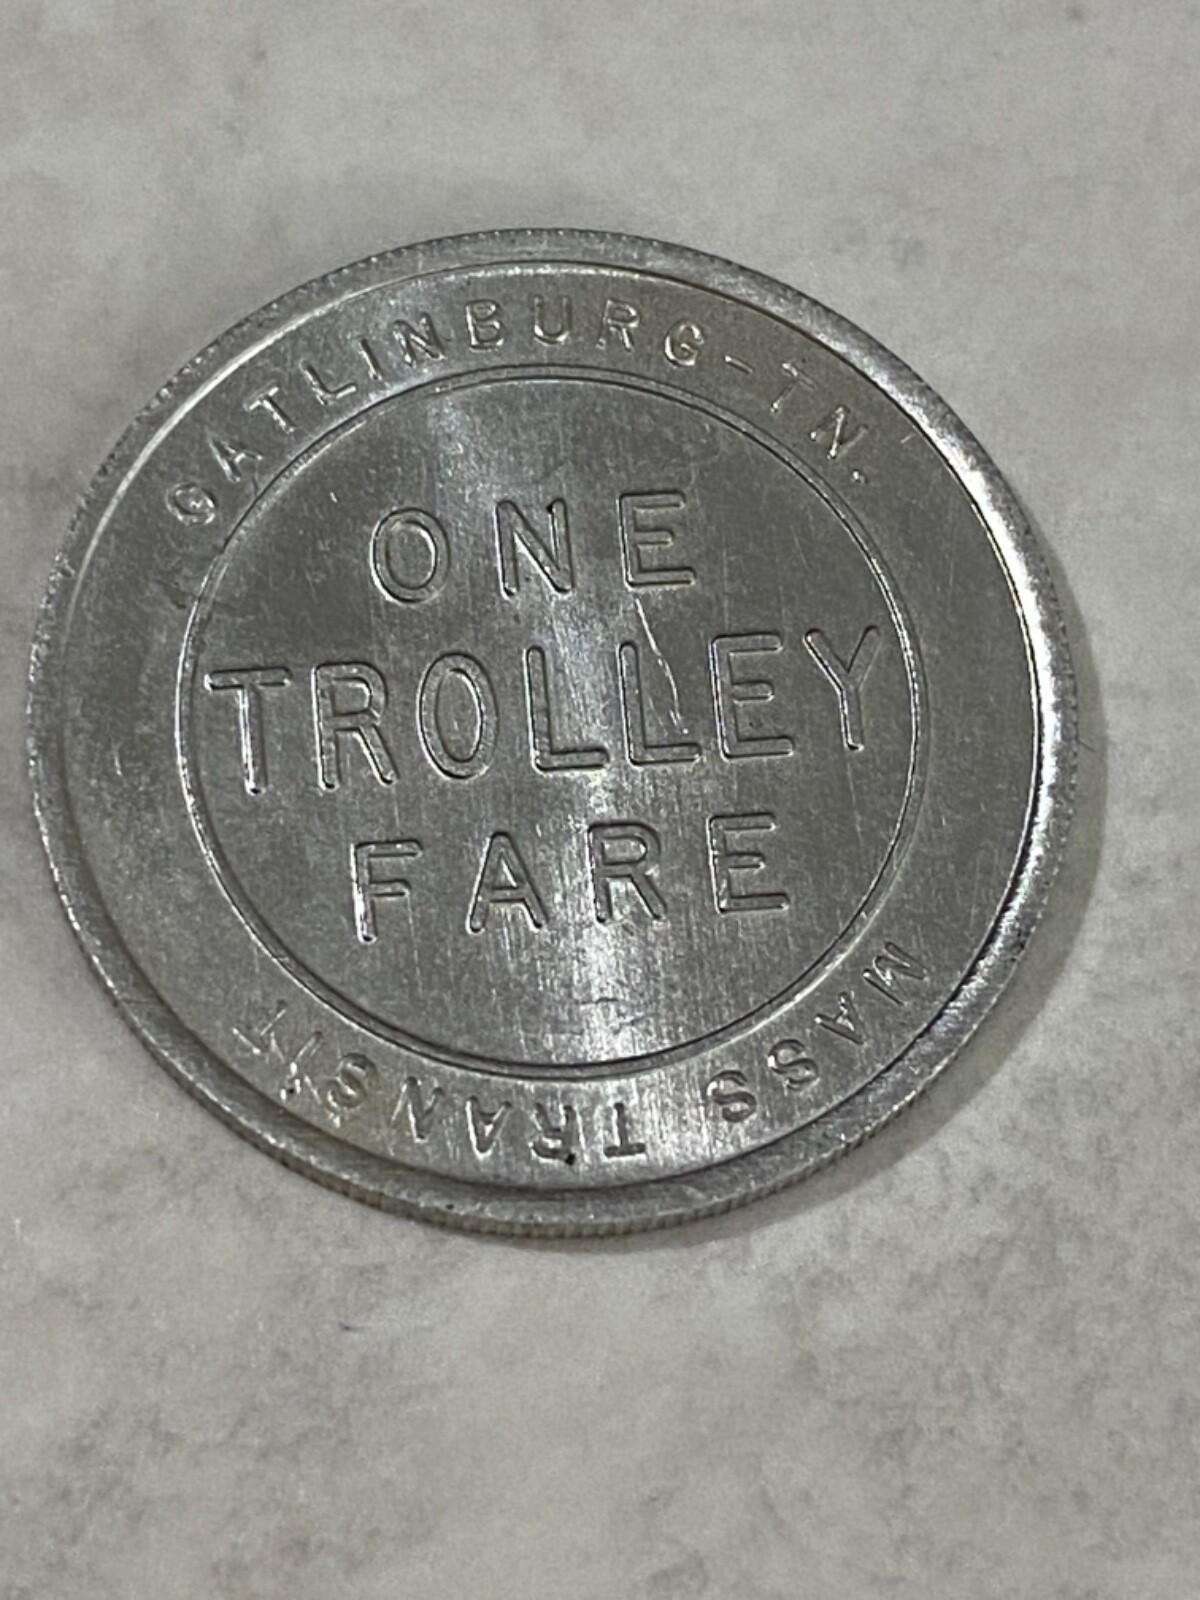 GATLINBURG-TN.
ONE
TROLLEY
FARE
MASS TRANSIT